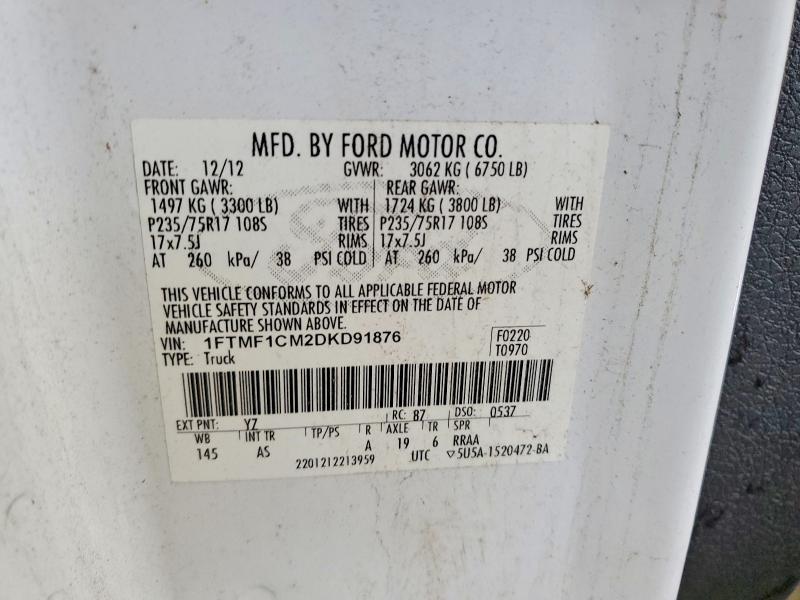 MFD. BY FORD MOTOR CO.
DATE: 12/12 GVWR: 3062 KG ( 6750 LB)
FRONT GAWR: REAR GAWR:
1497 KG ( 3300 LB) WITH 1724 KG ( 3800 LB) WITH
P235/75R17 108S TIRES P235/75R17 108S TIRES
17x7.5J RIMS 17x7.5J RIMS
AT 260 kPa/ 38 PSI COLD AT 260 kPa/ 38 PSI COLD
THIS VEHICLE CONFORMS TO ALL APPLICABLE FEDERAL MOTOR
VEHICLE SAFETY STANDARDS IN EFFECT ON THE DATE OF
MANUFACTURE SHOWN ABOVE.
VIN: 1FTMF1CM2DKD91876 F0220
TYPE: Truck T0970
EXT PNT: YZ RC: 87 DSO: 0537
WB INT TR TP/PS R AXLE TR SPR
145 AS A 19 6 RRAA
2201212213959 UTC ▽5U5A-1520472-BA